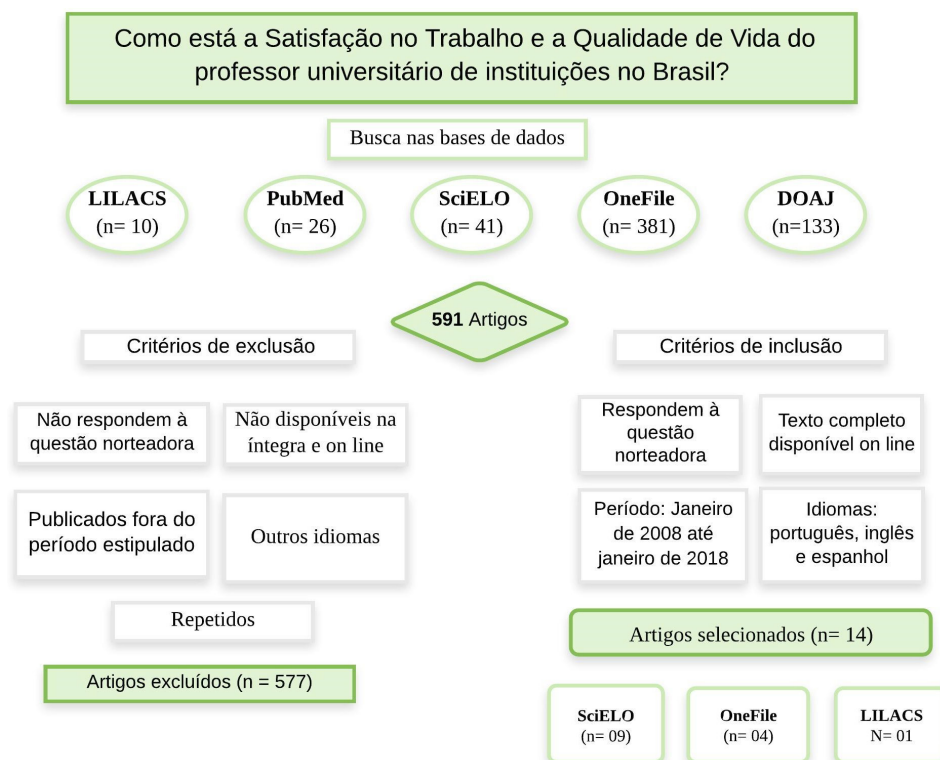 Como está a Satisfação no Trabalho e a Qualidade de Vida do
professor universitário de instituições no Brasil?
Busca nas bases de dados
LILACS
(n= 10)
PubMed
(n= 26)
SciELO
(n= 41)
OneFile
(n= 381)
DOAJ
(n=133)
591 Artigos
Critérios de exclusão
Não respondem à
questão norteadora
Não disponíveis na
íntegra e on line
Publicados fora do
período estipulado
Outros idiomas
Repetidos
Artigos excluídos (n = 577)
Critérios de inclusão
Respondem à
questão
norteadora
Texto completo
disponível on line
Período: Janeiro
de 2008 até
janeiro de 2018
Idiomas:
português, inglês
e espanhol
Artigos selecionados (n= 14)
SciELO
(n= 09)
OneFile
(n= 04)
LILACS
N= 01